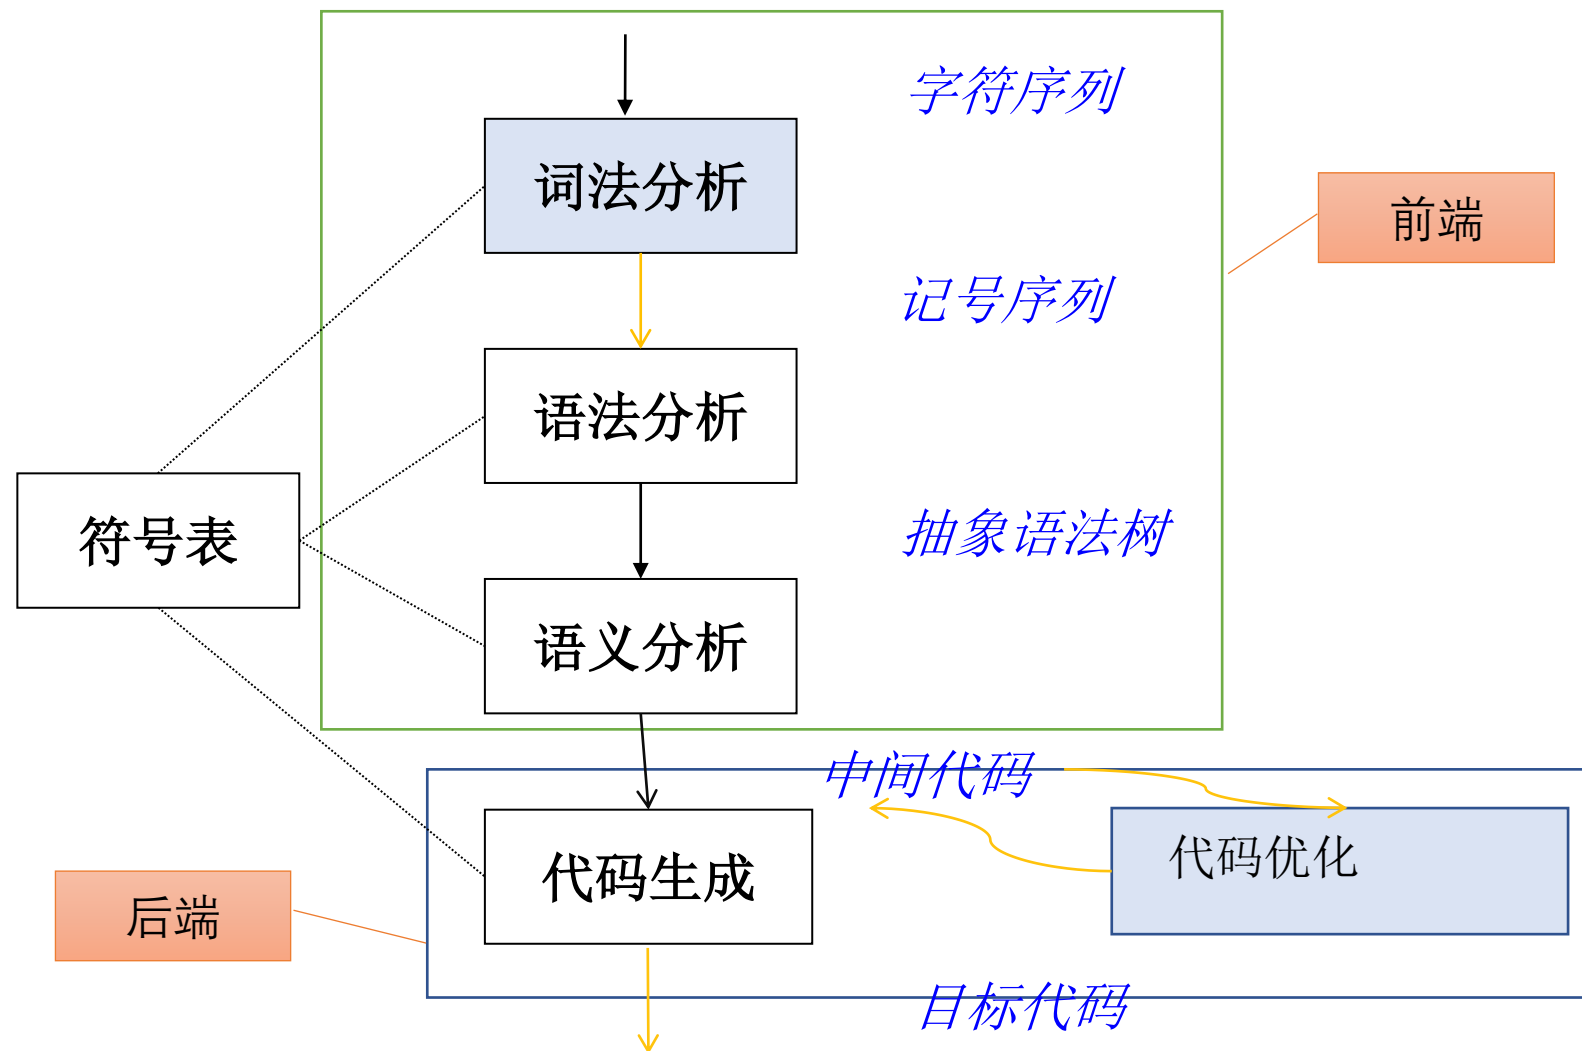 字符序列
词法分析
前端
记号序列
语法分析
符号表
抽象语法树
语义分析
中间代码
代码优化
代码生成
后端
目标代码